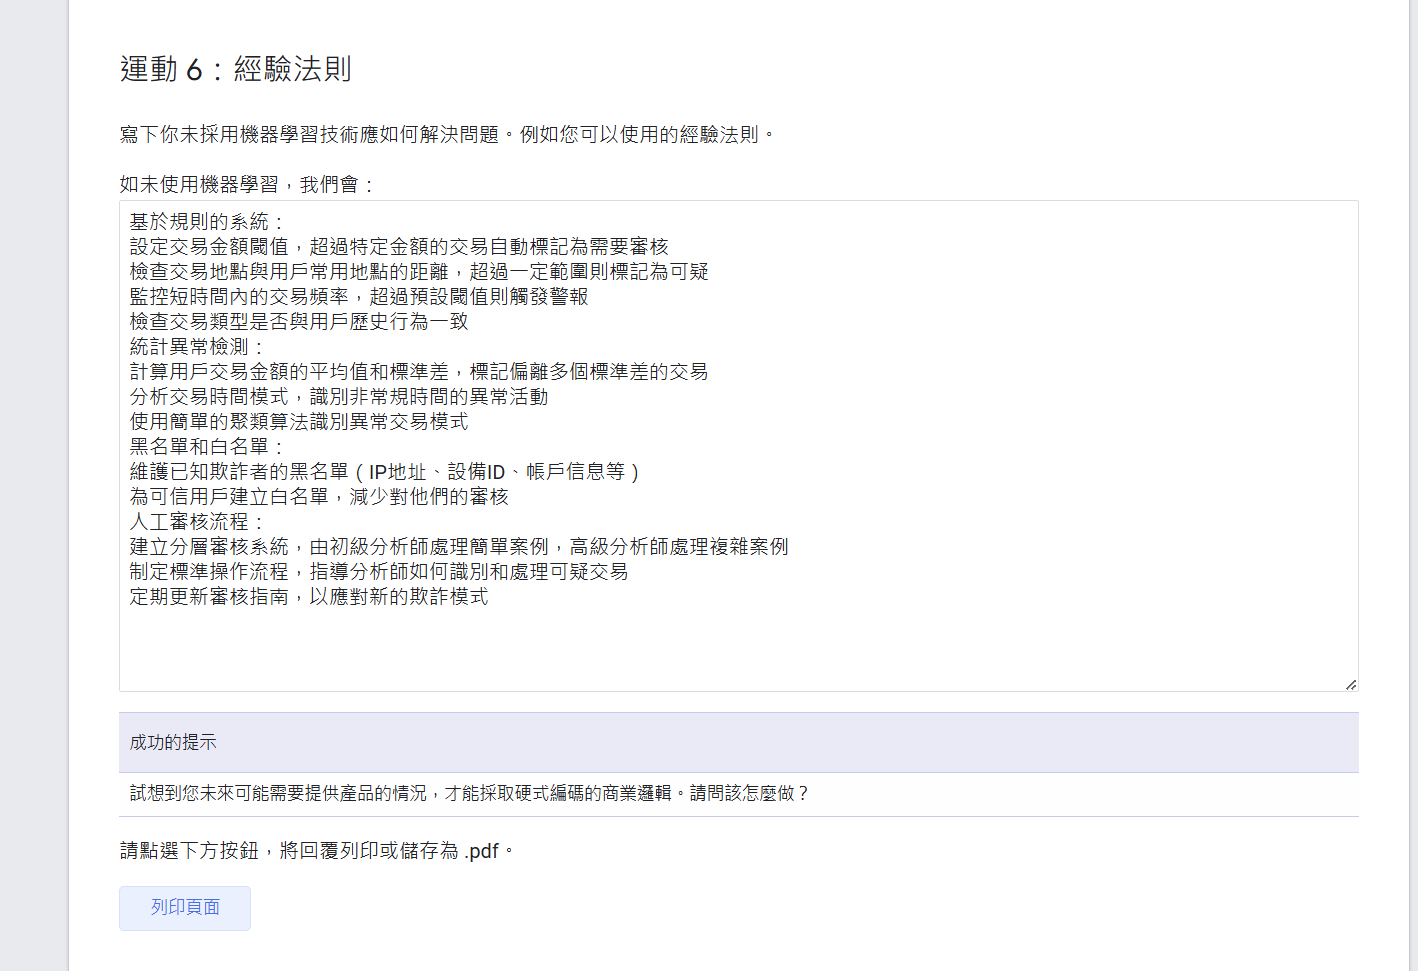 運動 6：經驗法則
寫下你未採用機器學習技術應如何解決問題。例如您可以使用的經驗法則。
如未使用機器學習，我們會：
基於規則的系統：
設定交易金額閾值，超過特定金額的交易自動標記為需要審核
檢查交易地點與用戶常用地點的距離，超過一定範圍則標記為可疑
監控短時間內的交易頻率，超過預設閾值則觸發警報
檢查交易類型是否與用戶歷史行為一致
統計異常檢測：
計算用戶交易金額的平均值和標準差，標記偏離多個標準差的交易
分析交易時間模式，識別非常規時間的異常活動
使用簡單的聚類算法識別異常交易模式
黑名單和白名單：
維護已知欺詐者的黑名單（IP地址、設備ID、帳戶信息等）
為可信用戶建立白名單，減少對他們的審核
人工審核流程：
建立分層審核系統，由初級分析師處理簡單案例，高級分析師處理複雜案例
制定標準操作流程，指導分析師如何識別和處理可疑交易
定期更新審核指南，以應對新的欺詐模式
成功的提示
試想到您未來可能需要提供產品的情況，才能採取硬式編碼的商業邏輯。請問該怎麼做？
請點選下方按鈕，將回覆列印或儲存為 .pdf。
列印頁面